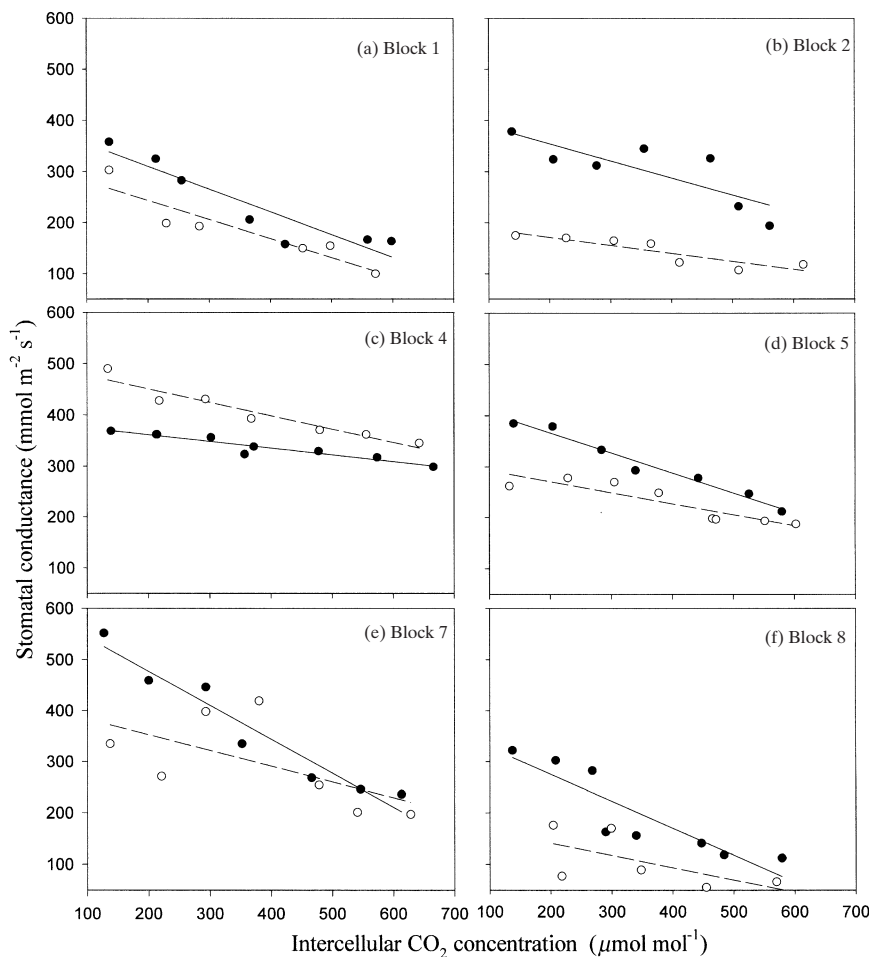 600
500
400
300
200
100
(a) Block 1
(b) Block 2
600
500
400
300
200
100
(c) Block 4
(d) Block 5
600
500
400
300
200
100
(e) Block 7
(f) Block 8
100 200 300 400 500 600 700 100 200 300 400 500 600 700
Stomatal conductance (mmol m⁻² s⁻¹)
Intercellular CO₂ concentration (μmol mol⁻¹)